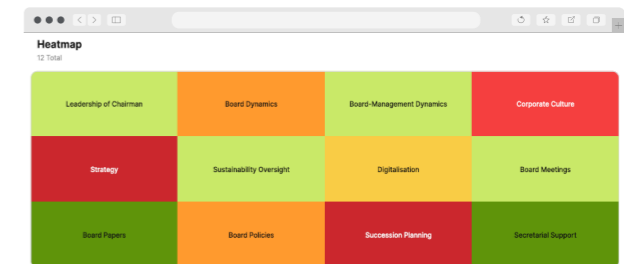 Heatmap
12 Total
Leadership of Chairman
Board Dynamics
Board-Management Dynamics
Corporate Culture
Strategy
Sustainability Oversight
Digitalisation
Board Meetings
Board Papers
Board Policies
Succession Planning
Secretarial Support